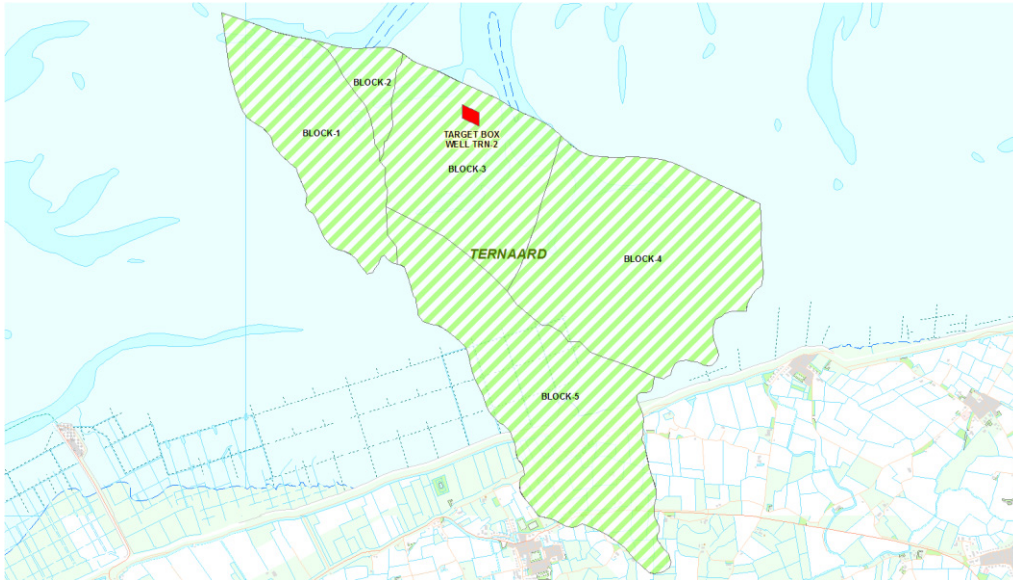 BLOCK-2
BLOCK-1
TARGET BOX
WELL TRN-2
BLOCK-3
TERNAARD
BLOCK-4
BLOCK-5